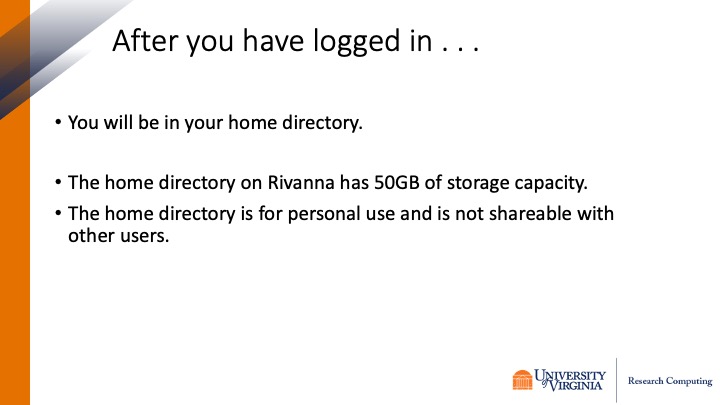 After you have logged in . . .
• You will be in your home directory.
• The home directory on Rivanna has 50GB of storage capacity.
• The home directory is for personal use and is not shareable with
other users.
UNIVERSITY
of VIRGINIA
Research Computing